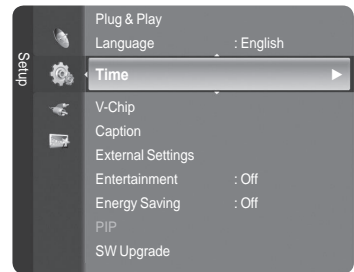 Setup
Plug & Play
Language : English
Time
V-Chip
Caption
External Settings
Entertainment : Off
Energy Saving : Off
PIP
SW Upgrade